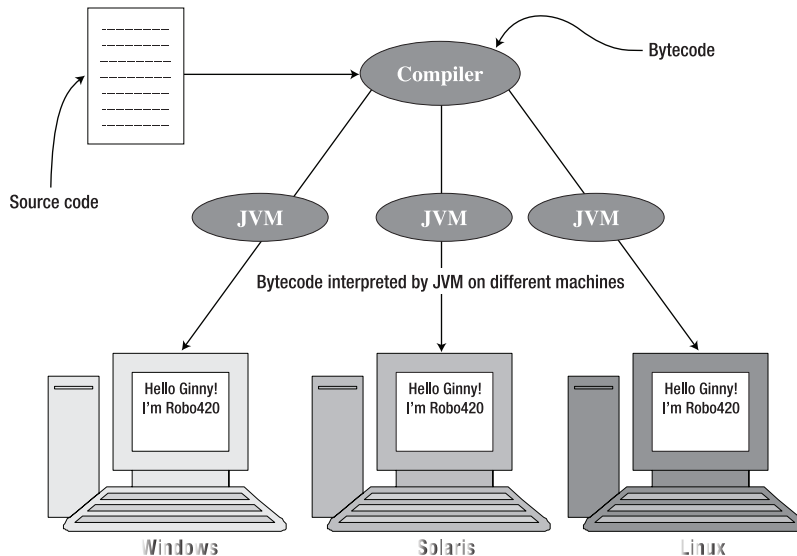 Compiler
Bytecode
Source code
JVM
JVM
JVM
Bytecode interpreted by JVM on different machines
Hello Ginny!
I'm Robo420
Hello Ginny!
I'm Robo420
Hello Ginny!
I'm Robo420
Windows
Solaris
Linux